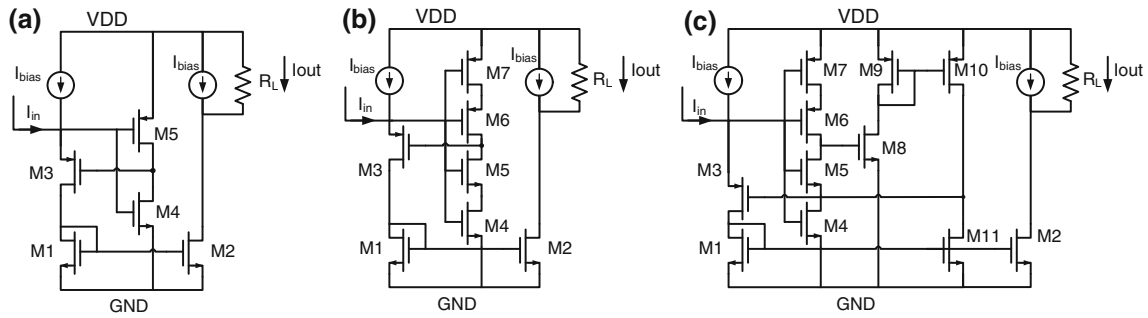 (a)
VDD
Ibias
Ibias
RL
Iout
Iin
M5
M3
M4
M1
M2
GND
(b)
VDD
Ibias
M7
Ibias
RL
Iout
Iin
M6
M3
M5
M4
M1
M2
GND
(c)
VDD
Ibias
M7
M9
M10
Ibias
RL
Iout
Iin
M6
M8
M3
M5
M4
M1
M11
M2
GND